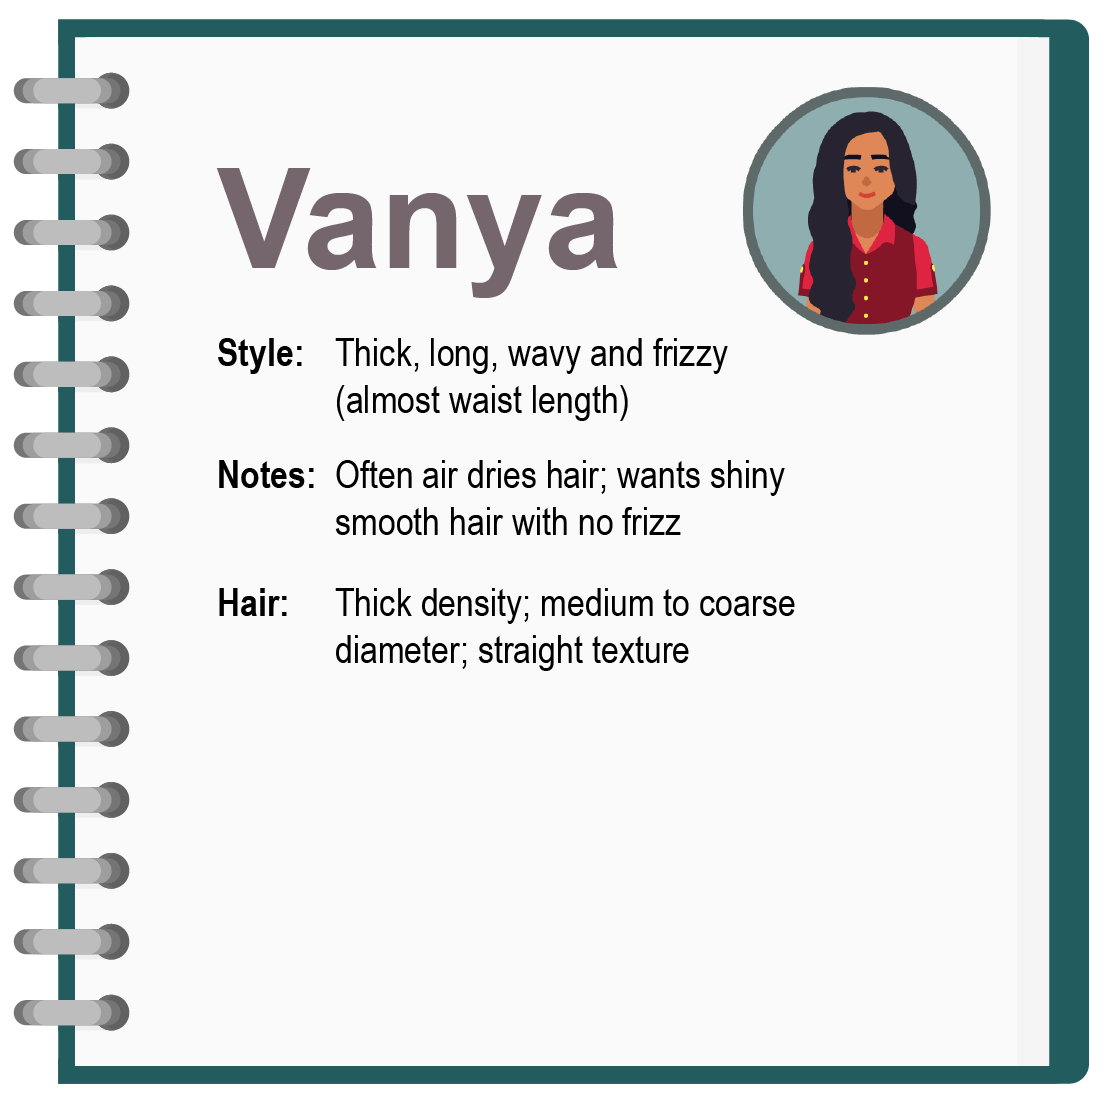 Vanya
Style: Thick, long, wavy and frizzy
(almost waist length)
Notes: Often air dries hair; wants shiny
smooth hair with no frizz
Hair: Thick density; medium to coarse
diameter; straight texture